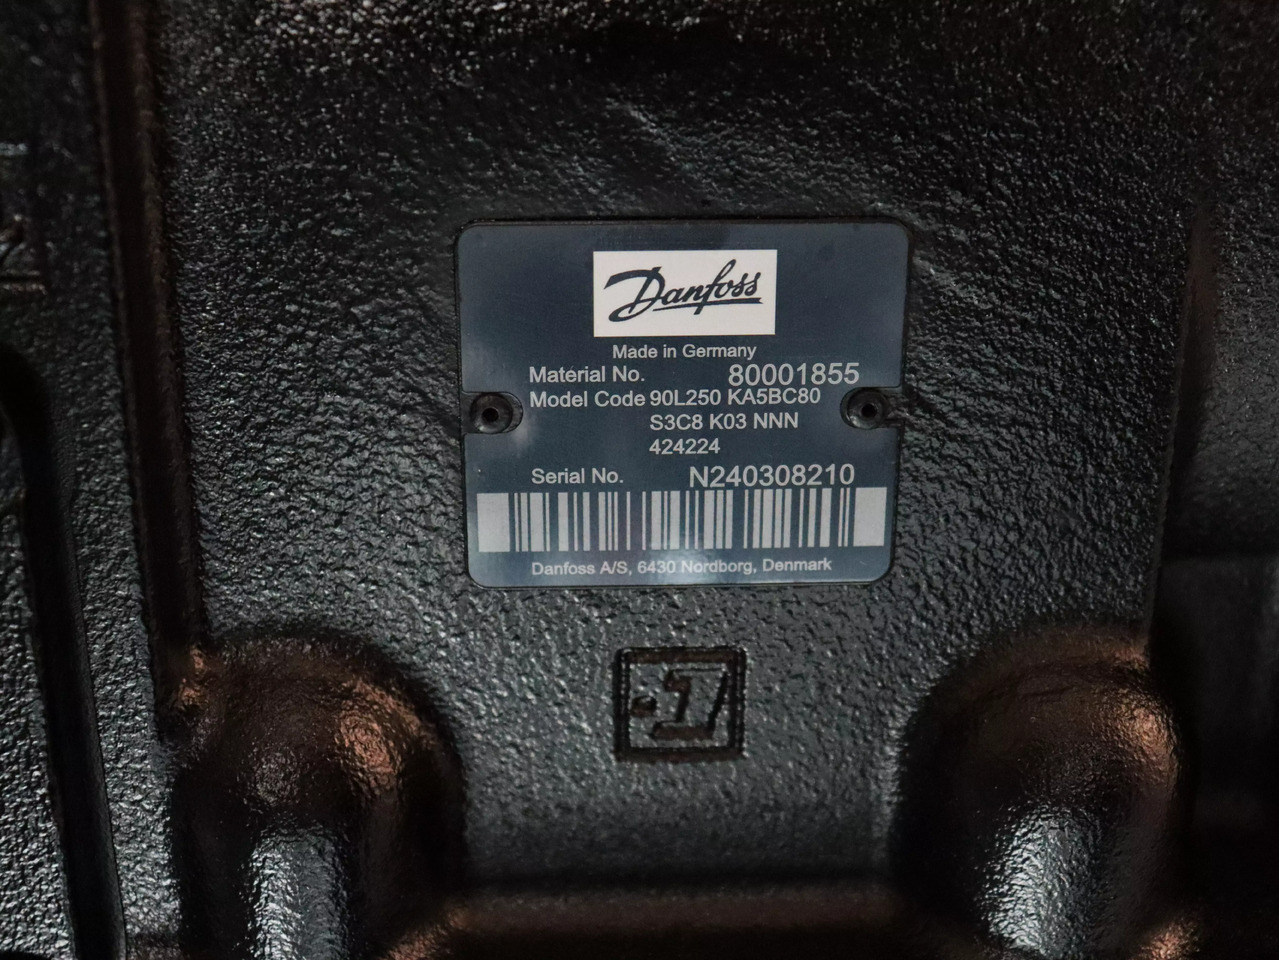 Danfoss
Made in Germany
Material No. 80001855
Model Code 90L250 KA5BC80
S3C8 K03 NNN
424224
Serial No. N240308210
Danfoss A/S, 6430 Nordborg, Denmark